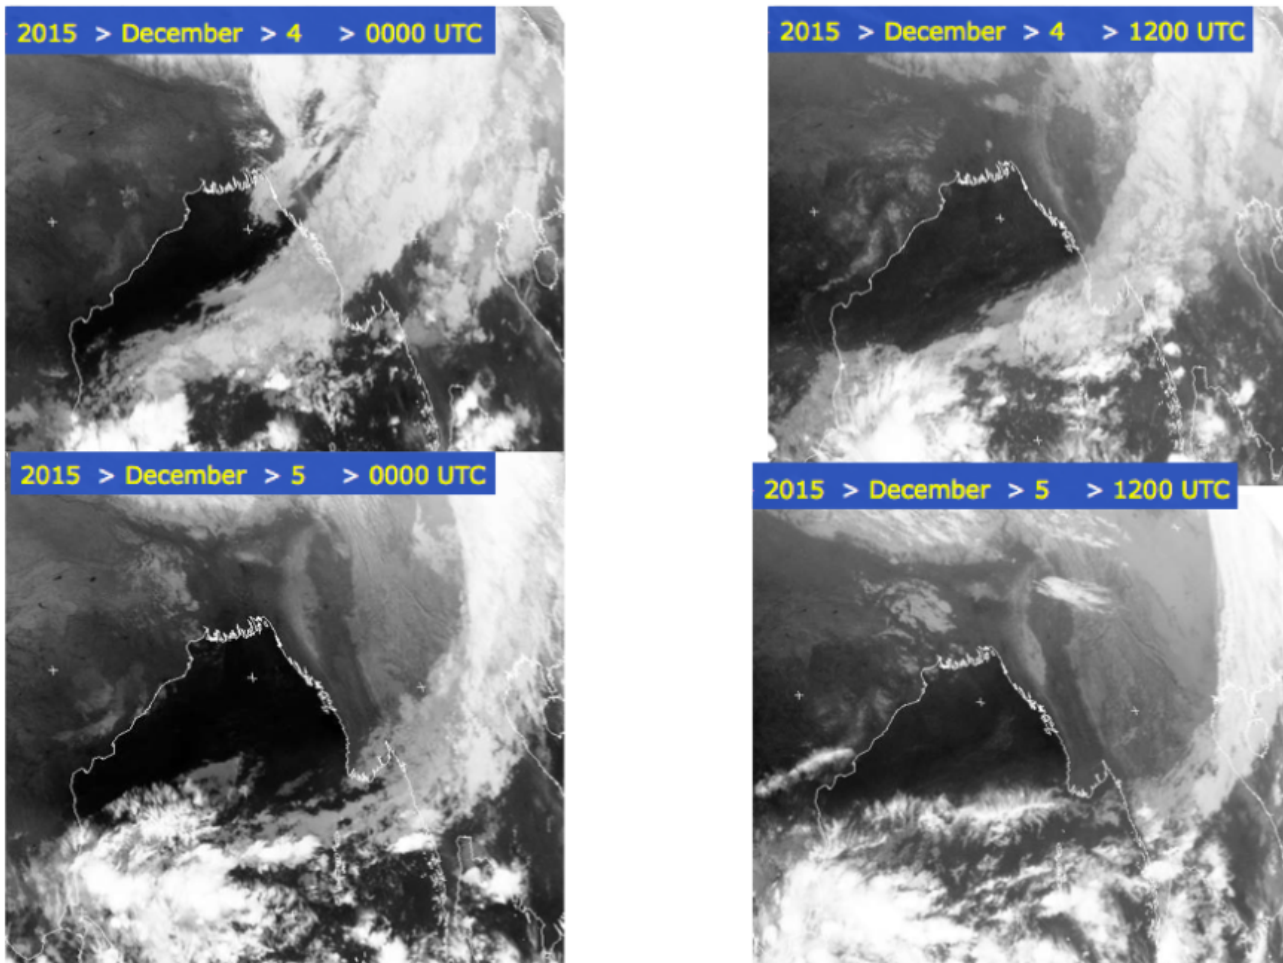 2015 > December > 4 > 0000 UTC
2015 > December > 4 > 1200 UTC
2015 > December > 5 > 0000 UTC
2015 > December > 5 > 1200 UTC